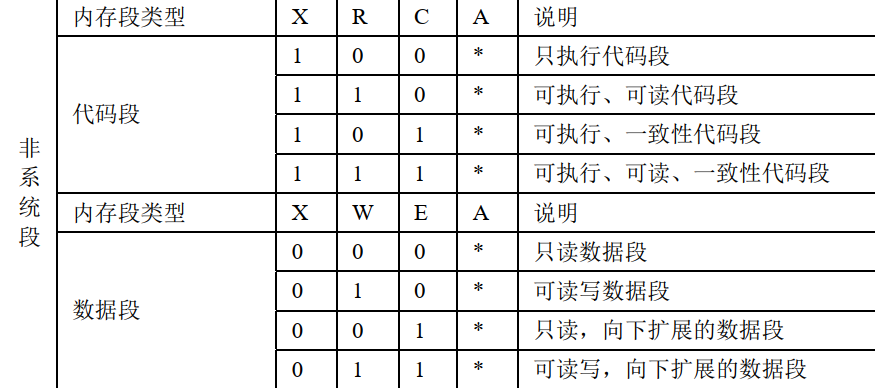 内存段类型 X R C A 说明
非系统段
代码段
1 0 0 * 只执行代码段
1 1 0 * 可执行、可读代码段
1 0 1 * 可执行、一致性代码段
1 1 1 * 可执行、可读、一致性代码段
内存段类型 X W E A 说明
数据段
0 0 0 * 只读数据段
0 1 0 * 可读写数据段
0 0 1 * 只读，向下扩展的数据段
0 1 1 * 可读写，向下扩展的数据段